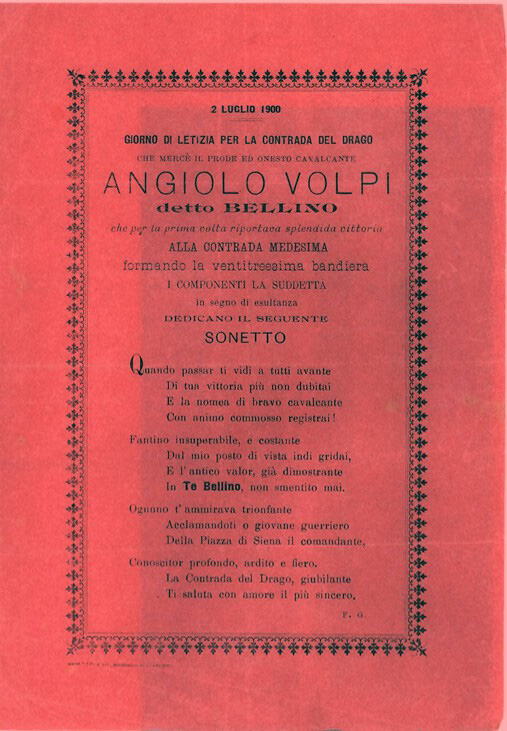 2 LUGLIO 1900
GIORNO DI LETIZIA PER LA CONTRADA DEL DRAGO
CHE MERCÈ IL PRODE ED ONESTO CAVALCANTE
ANGIOLO VOLPI
detto BELLINO
che per la prima volta riportava splendida vittoria
ALLA CONTRADA MEDESIMA
formando la ventitreesima bandiera
I COMPONENTI LA SUDDETTA
in segno di esultanza
DEDICANO IL SEGUENTE
SONETTO
Quando passar ti vidi a tutti avante
Di tua vittoria più non dubitai
E la nomea di bravo cavalcante
Con animo commosso registrai!
Fantino insuperabile, e costante
Dal mio posto di vista indi gridai,
E l'antico valor, già dimostrante
In Te Bellino, non smentito mai.
Ognuno t'ammirava trionfante
Acclamandoti o giovane guerriero
Della Piazza di Siena il comandante,
Conoscitor profondo, ardito e fiero.
La Contrada del Drago, giubilante
Ti saluta con amore il più sincero,
F. G.